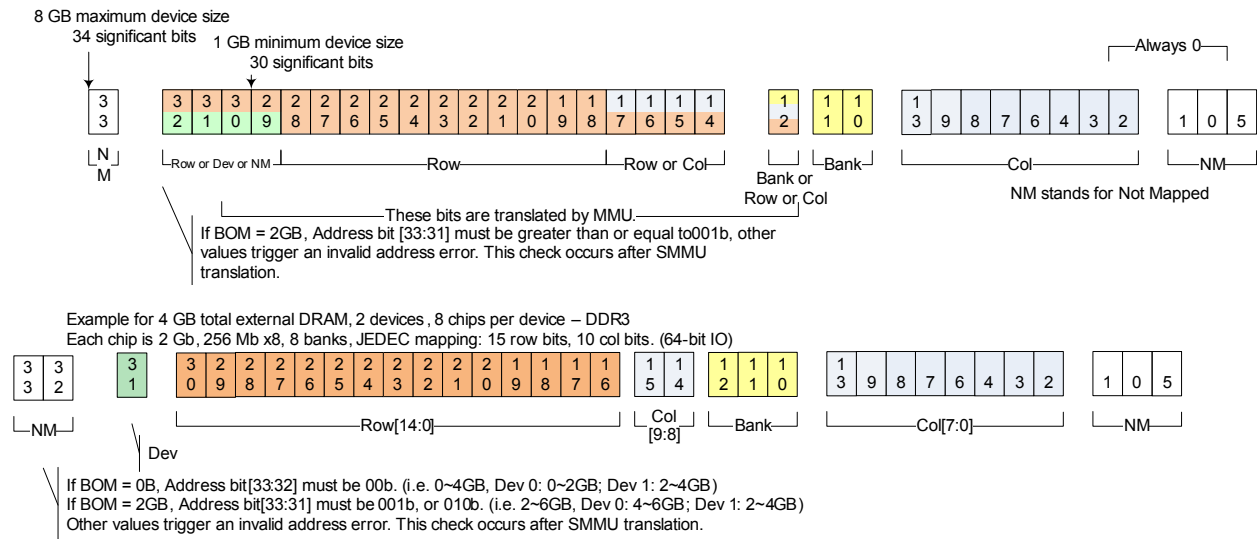 8 GB maximum device size
34 significant bits
1 GB minimum device size
30 significant bits
Always 0
3 3 3 3 2 2 2 2 2 2 2 2 2 2 1 1 1 1 1 1 1 1 1 1
3 2 1 0 9 8 7 6 5 4 3 2 1 0 9 8 7 6 5 4 2 1 0 3 9 8 7 6 4 3 2 1 0 5
N
M
Row or Dev or NM
Row
Row or Col
Bank or
Row or Col
Bank
Col
NM
NM stands for Not Mapped
These bits are translated by MMU.
If BOM = 2GB, Address bit [33:31] must be greater than or equal to001b, other
values trigger an invalid address error. This check occurs after SMMU
translation.
Example for 4 GB total external DRAM, 2 devices, 8 chips per device – DDR3
Each chip is 2 Gb, 256 Mb x8, 8 banks, JEDEC mapping: 15 row bits, 10 col bits. (64-bit IO)
3 3 3 3 2 2 2 2 2 2 2 2 2 2 1 1 1 1 1 1 1 1 1 1
3 2 1 0 9 8 7 6 5 4 3 2 1 0 9 8 7 6 5 4 2 1 0 3 9 8 7 6 4 3 2 1 0 5
NM
Row[14:0]
Col
[9:8]
Bank
Col[7:0]
NM
Dev
If BOM = 0B, Address bit[33:32] must be 00b. (i.e. 0~4GB, Dev 0: 0~2GB; Dev 1: 2~4GB)
If BOM = 2GB, Address bit[33:31] must be 001b, or 010b. (i.e. 2~6GB, Dev 0: 4~6GB; Dev 1: 2~4GB)
Other values trigger an invalid address error. This check occurs after SMMU translation.